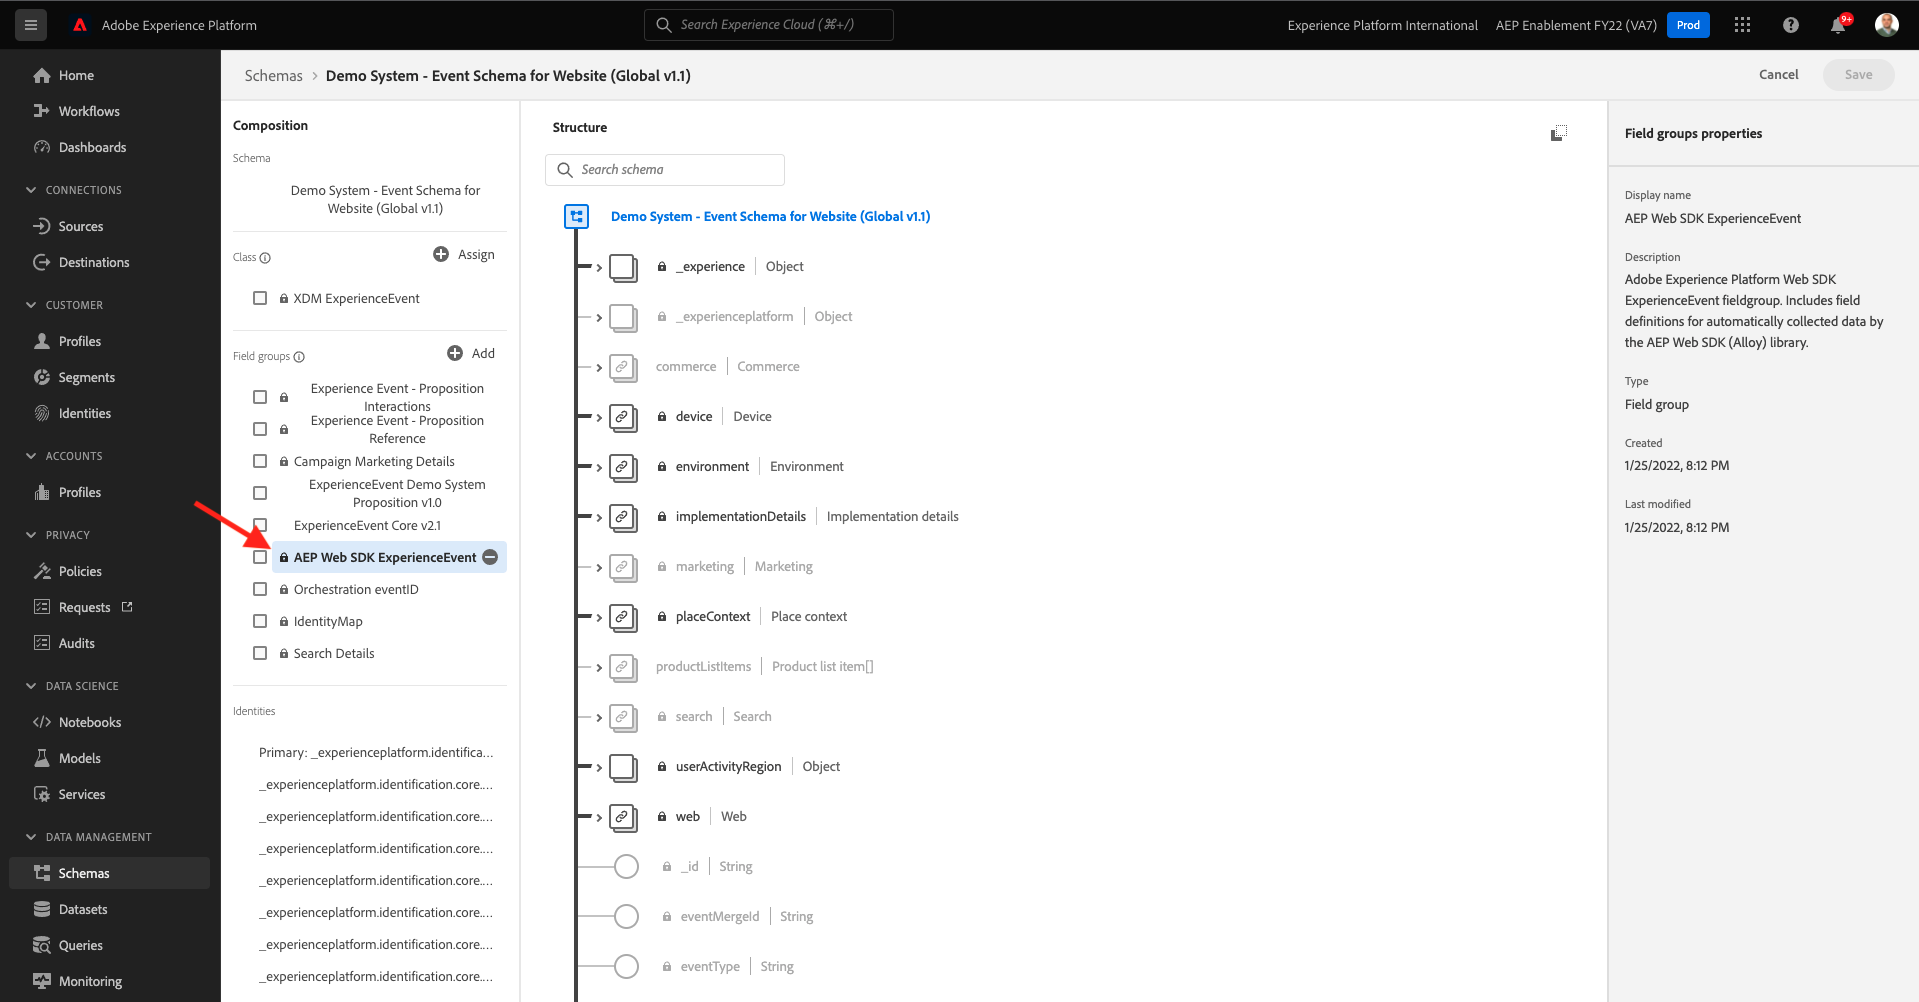 Adobe Experience Platform
Search Experience Cloud (⌘+/)
Experience Platform International
AEP Enablement FY22 (VA7)
Prod
9+
Home
Workflows
Dashboards
CONNECTIONS
Sources
Destinations
CUSTOMER
Profiles
Segments
Identities
ACCOUNTS
Profiles
PRIVACY
Policies
Requests
Audits
DATA SCIENCE
Notebooks
Models
Services
DATA MANAGEMENT
Schemas
Datasets
Queries
Monitoring
Schemas > Demo System - Event Schema for Website (Global v1.1)
Cancel
Save
Composition
Schema
Demo System - Event Schema for
Website (Global v1.1)
Class
Assign
XDM ExperienceEvent
Field groups
Add
Experience Event - Proposition
Interactions
Experience Event - Proposition
Reference
Campaign Marketing Details
ExperienceEvent Demo System
Proposition v1.0
ExperienceEvent Core v2.1
AEP Web SDK ExperienceEvent
Orchestration eventID
IdentityMap
Search Details
Identities
Primary: _experienceplatform.identifica...
_experienceplatform.identification.core....
_experienceplatform.identification.core....
_experienceplatform.identification.core....
_experienceplatform.identification.core....
_experienceplatform.identification.core....
_experienceplatform.identification.core....
_experienceplatform.identification.core....
Structure
Search schema
Demo System - Event Schema for Website (Global v1.1)
_experience | Object
_experienceplatform | Object
commerce | Commerce
device | Device
environment | Environment
implementationDetails | Implementation details
marketing | Marketing
placeContext | Place context
productListItems | Product list item[]
search | Search
userActivityRegion | Object
web | Web
_id | String
eventMergeId | String
eventType | String
Field groups properties
Display name
AEP Web SDK ExperienceEvent
Description
Adobe Experience Platform Web SDK
ExperienceEvent fieldgroup. Includes field
definitions for automatically collected data by
the AEP Web SDK (Alloy) library.
Type
Field group
Created
1/25/2022, 8:12 PM
Last modified
1/25/2022, 8:12 PM